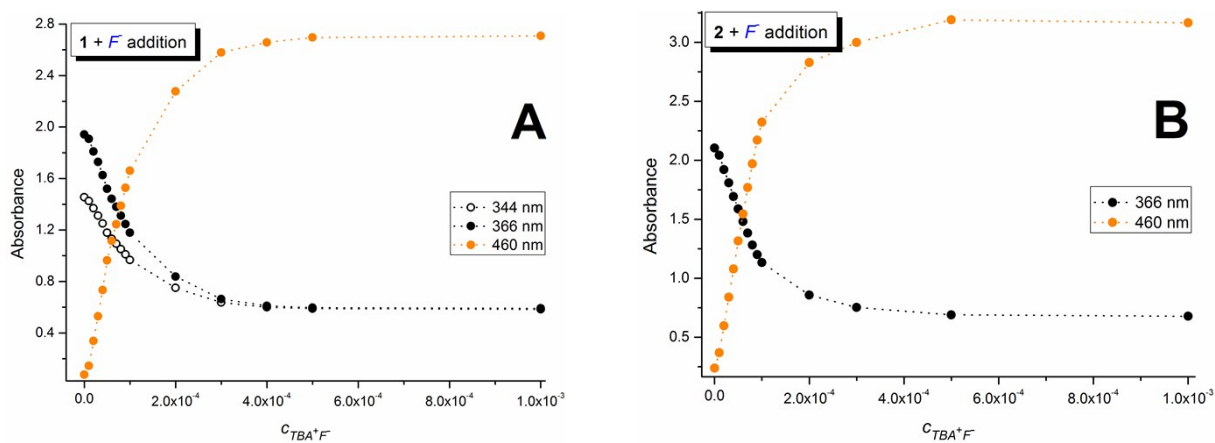 1 + F⁻ addition
A
Absorbance
2.8
2.4
2.0
1.6
1.2
0.8
0.4
344 nm
366 nm
460 nm
0.0
2.0x10⁻⁴
4.0x10⁻⁴
6.0x10⁻⁴
8.0x10⁻⁴
1.0x10⁻³
c TBA⁺F⁻
2 + F⁻ addition
B
Absorbance
3.0
2.5
2.0
1.5
1.0
0.5
366 nm
460 nm
0.0
2.0x10⁻⁴
4.0x10⁻⁴
6.0x10⁻⁴
8.0x10⁻⁴
1.0x10⁻³
c TBA⁺F⁻